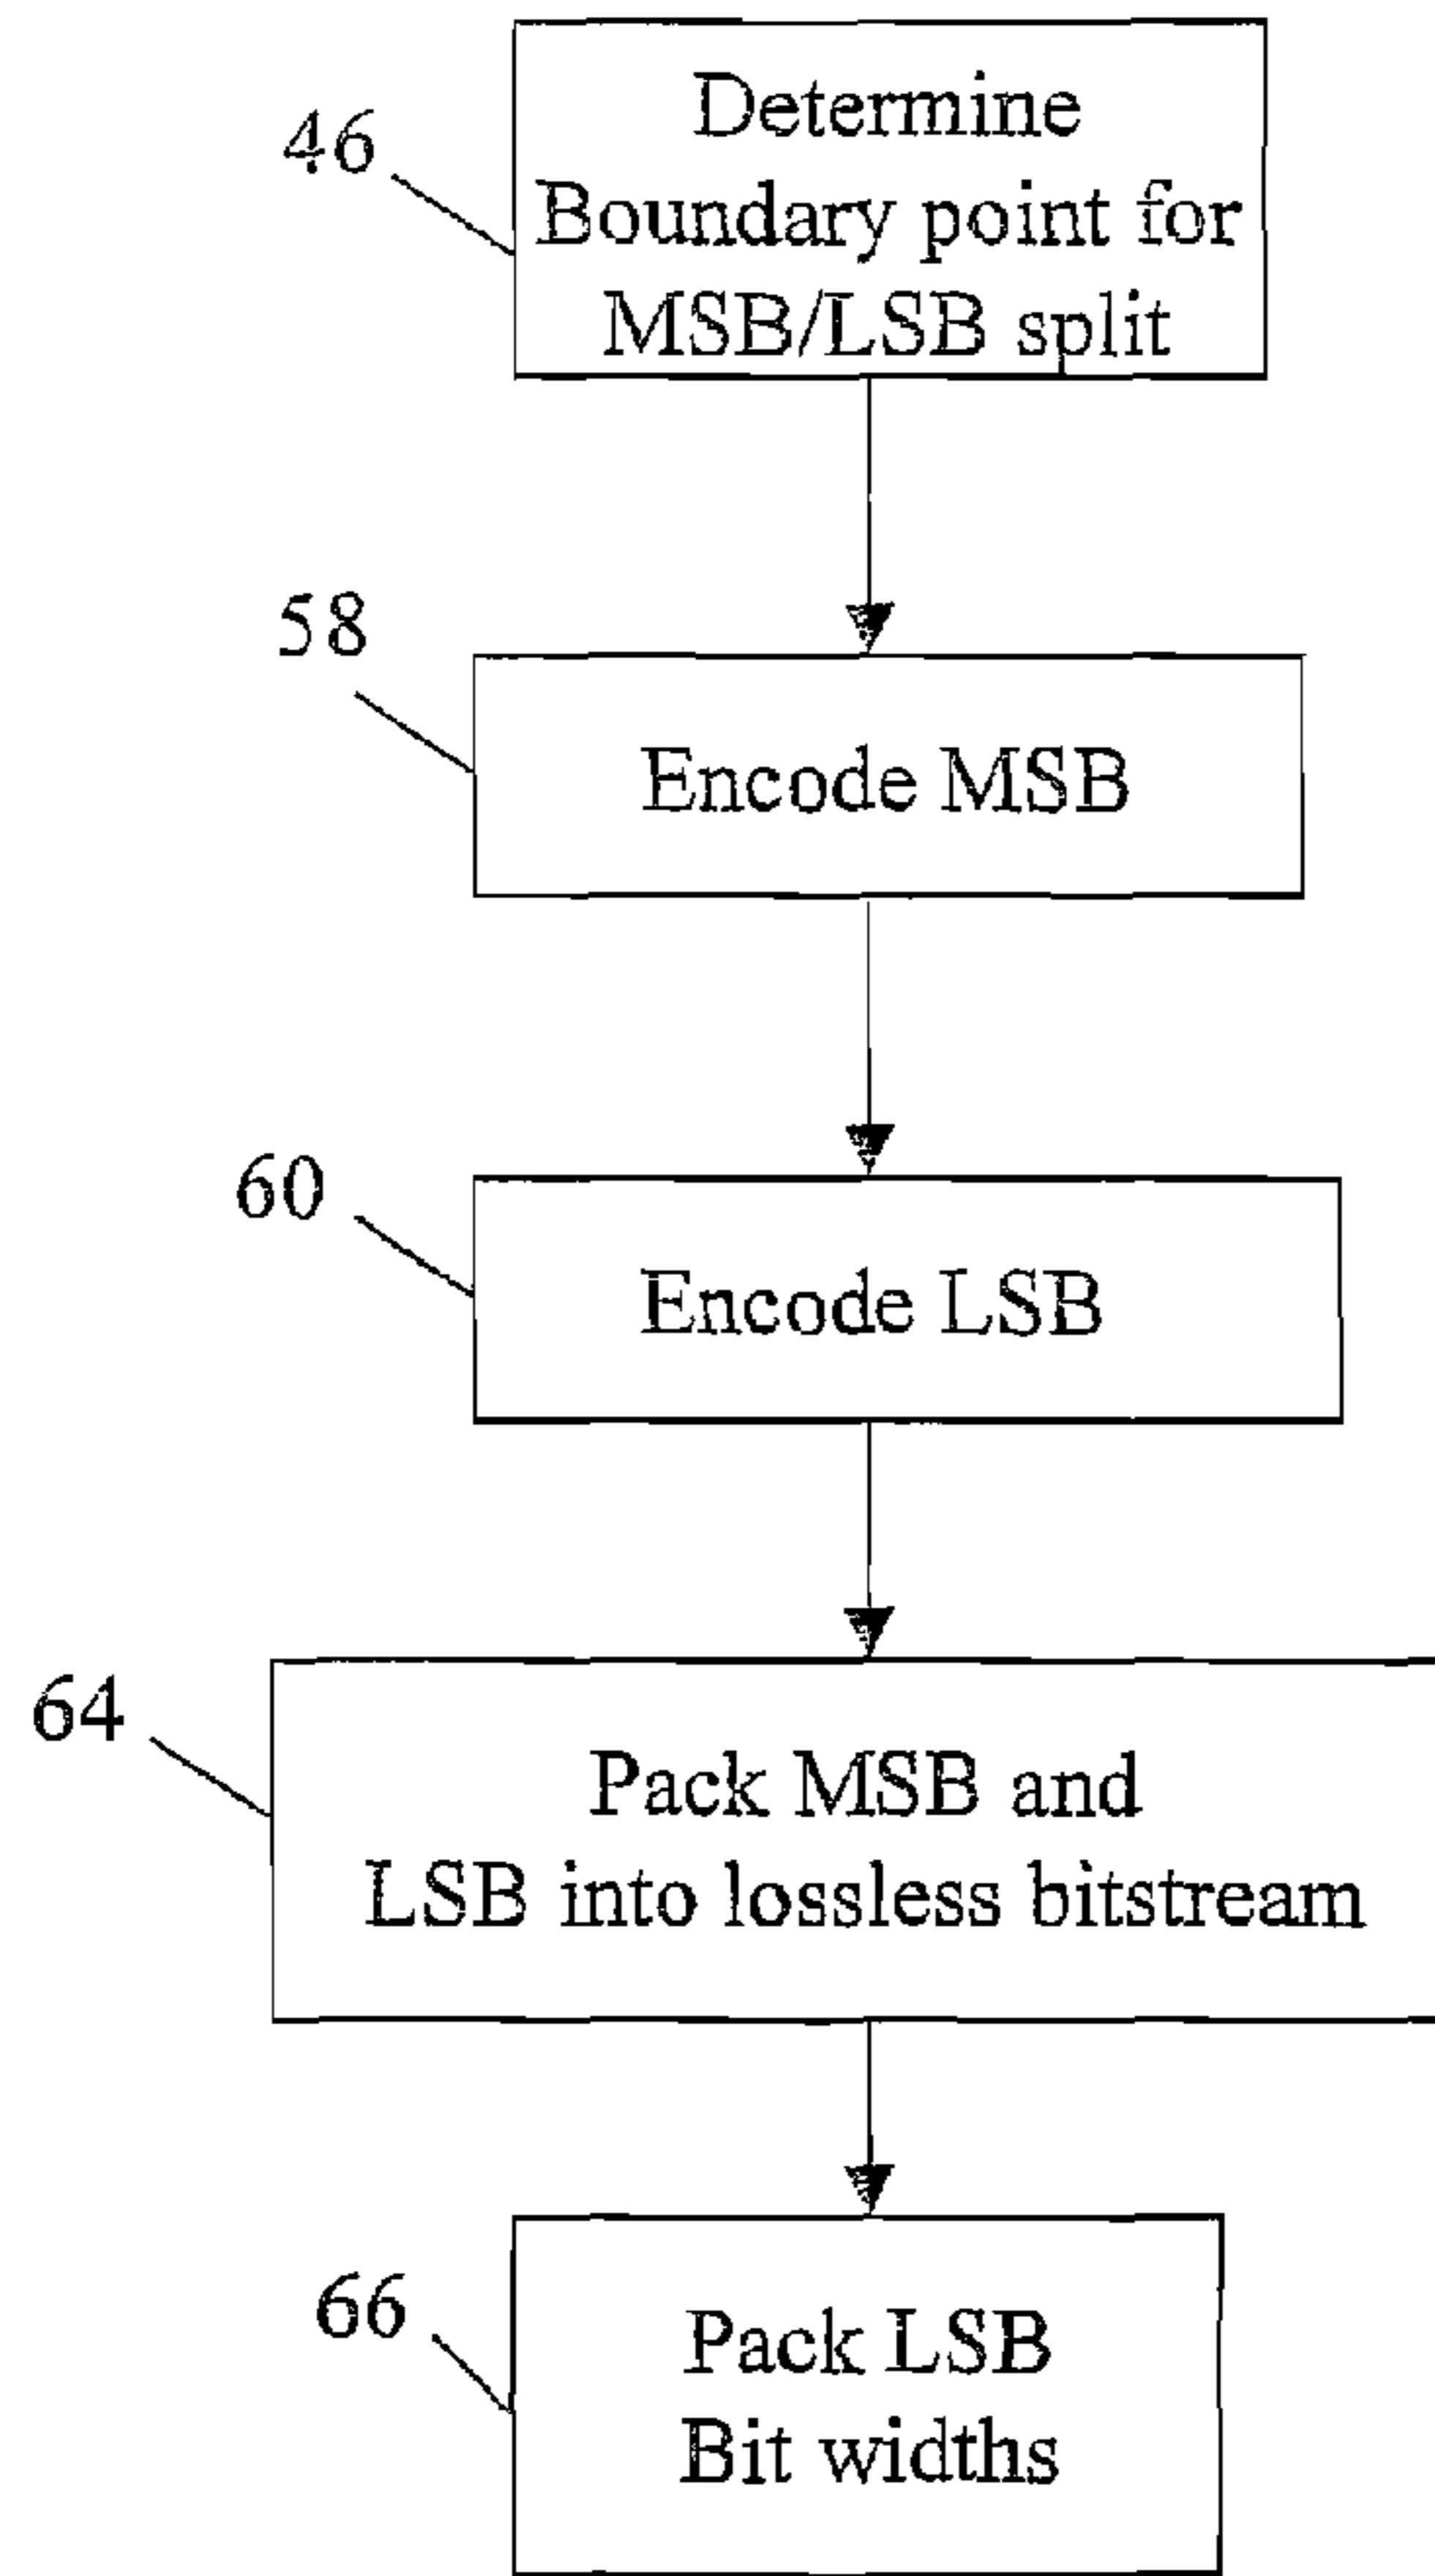 46
Determine
Boundary point for
MSB/LSB split
58
Encode MSB
60
Encode LSB
64
Pack MSB and
LSB into lossless bitstream
66
Pack LSB
Bit widths